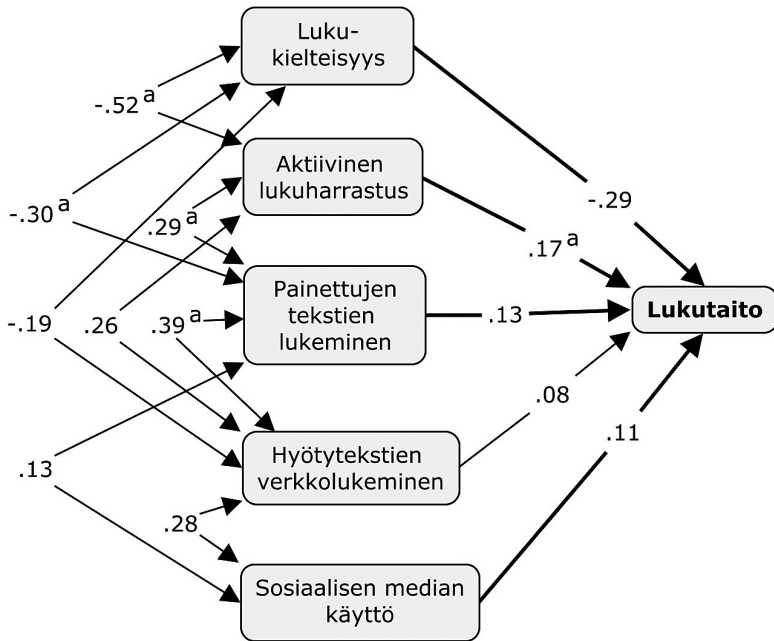 Luku-
kielteisyys
-.52 a
Aktiivinen
lukuharrastus
-.29
-.30 a
.29 a
.17 a
Painettujen
tekstien
lukeminen
Lukutaito
-.19
.26
.39 a
.13
.08
Hyötytekstien
verkkolukeminen
.11
.13
.28
Sosiaalisen median
käyttö